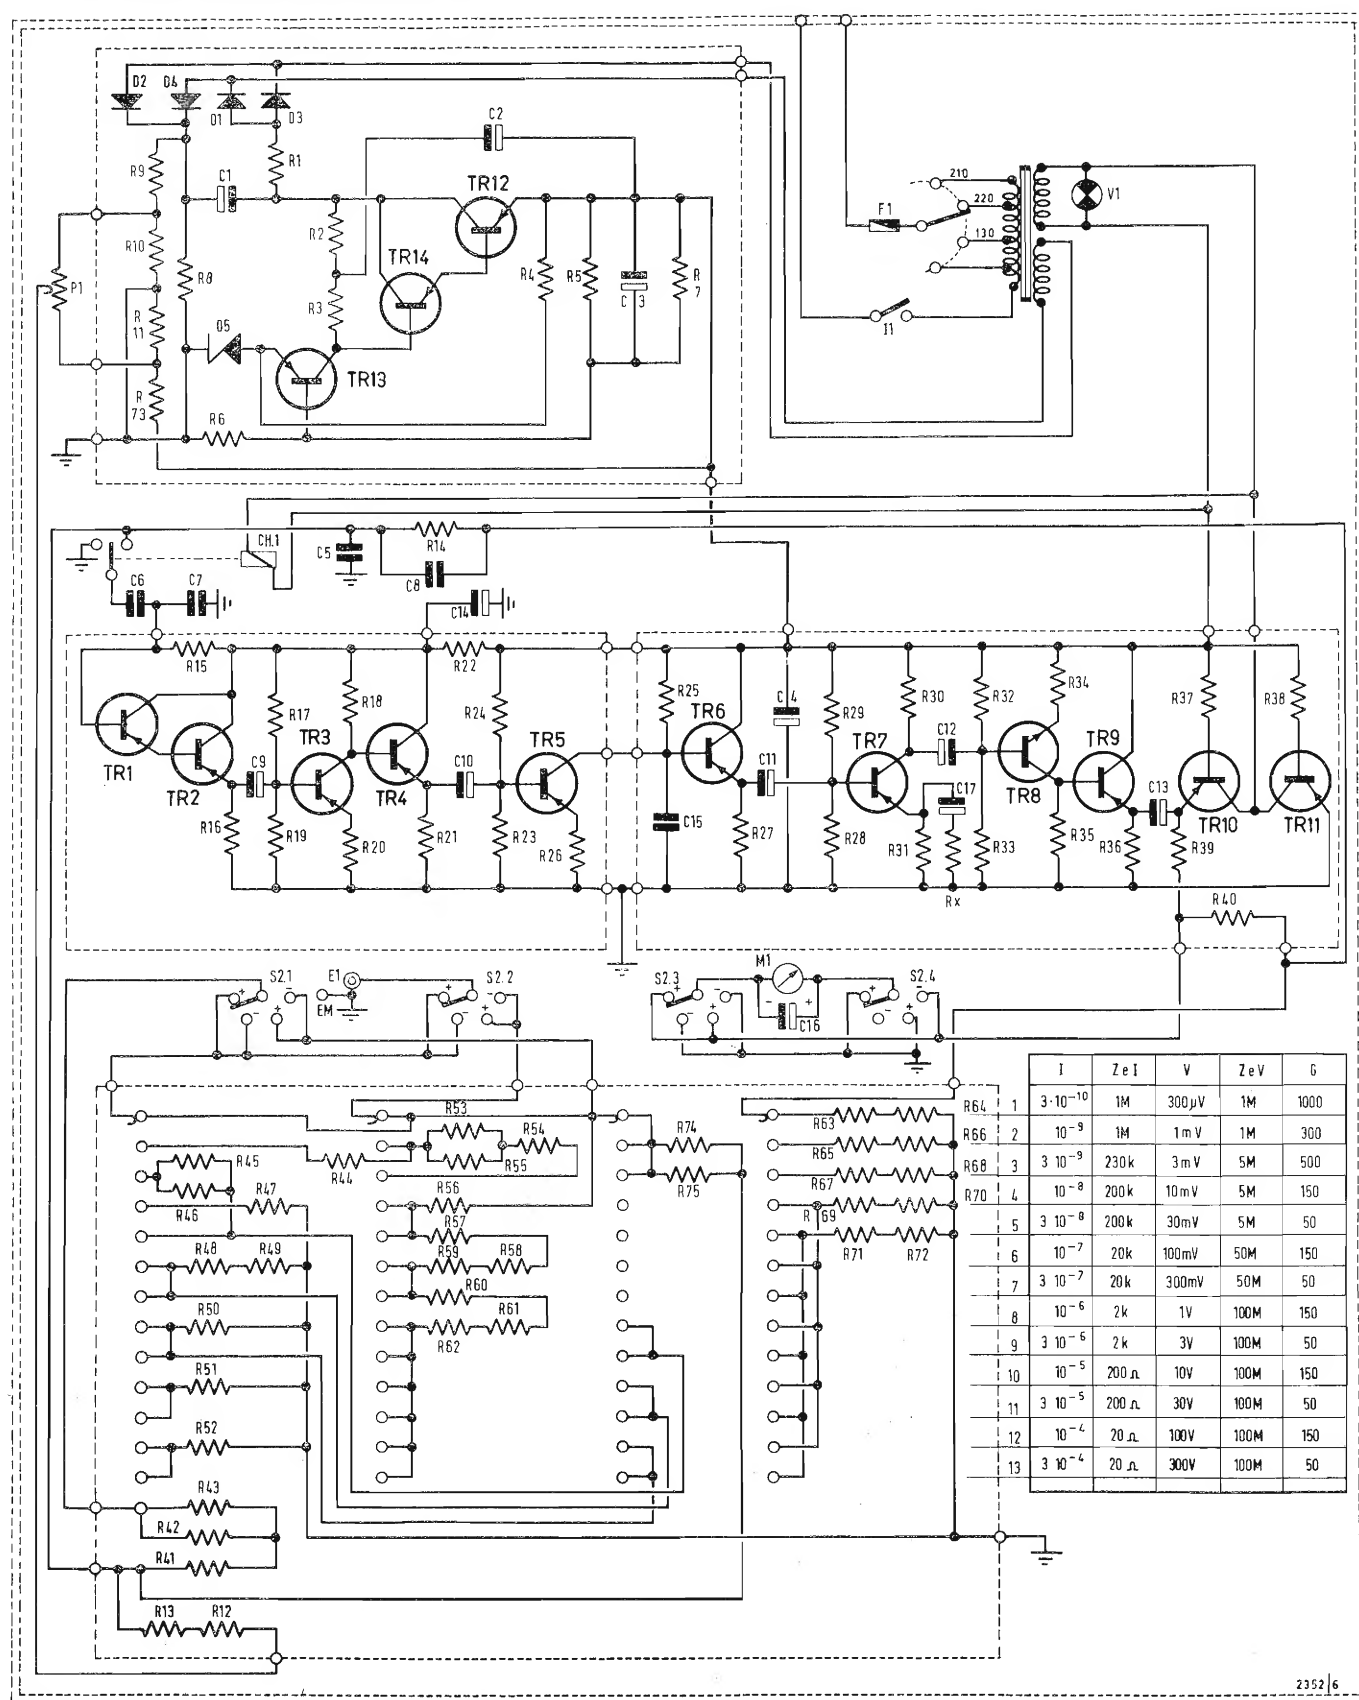 D2 D4
D1 D3
C2
R9 R1
C1
TR12
210
220
130
F1
V1
R10 R2
TR14
P1 R8 R4 R5 C 3 R 7
R3
R 11
D5
I1
TR13
R 73
R6
CH.1
C5
R14
C8
C6 C7
C14
R15
R22
R17 R18 R24
R25
TR6
C 4
R29
R30
R32
R34
R37
R38
TR3
TR5
TR7
C12
TR9
TR1
TR2
C9
TR4
C10
C11
C17
TR8
C13
TR10
TR11
R16 R19 R20 R21 R23 R26
C15
R27 R28 R31 R33 R35 R36 R39
Rx
R40
S2.1
E1
EM
S2.2
S2.3
M1
S2.4
C16
+ - - +
+ - - +
+ - - +
- +
+ - - +
I ZeI V ZeV G
1 3·10⁻¹⁰ 1M 300µV 1M 1000
2 10⁻⁹ 1M 1mV 1M 300
3 3 10⁻⁹ 230k 3mV 5M 500
4 10⁻⁸ 200k 10mV 5M 150
5 3 10⁻⁸ 200k 30mV 5M 50
6 10⁻⁷ 20k 100mV 50M 150
7 3 10⁻⁷ 20k 300mV 50M 50
8 10⁻⁶ 2k 1V 100M 150
9 3 10⁻⁶ 2k 3V 100M 50
10 10⁻⁵ 200Ω 10V 100M 150
11 3 10⁻⁵ 200Ω 30V 100M 50
12 10⁻⁴ 20Ω 100V 100M 150
13 3 10⁻⁴ 20Ω 300V 100M 50
R53
R54
R55
R44
R45
R46
R47
R48 R49
R50
R51
R52
R43
R42
R41
R13 R12
R56
R57
R59 R58
R60
R61
R62
R74
R75
R63 R64
R65 R66
R67 R68
R 69 R70
R71 R72
2352/6